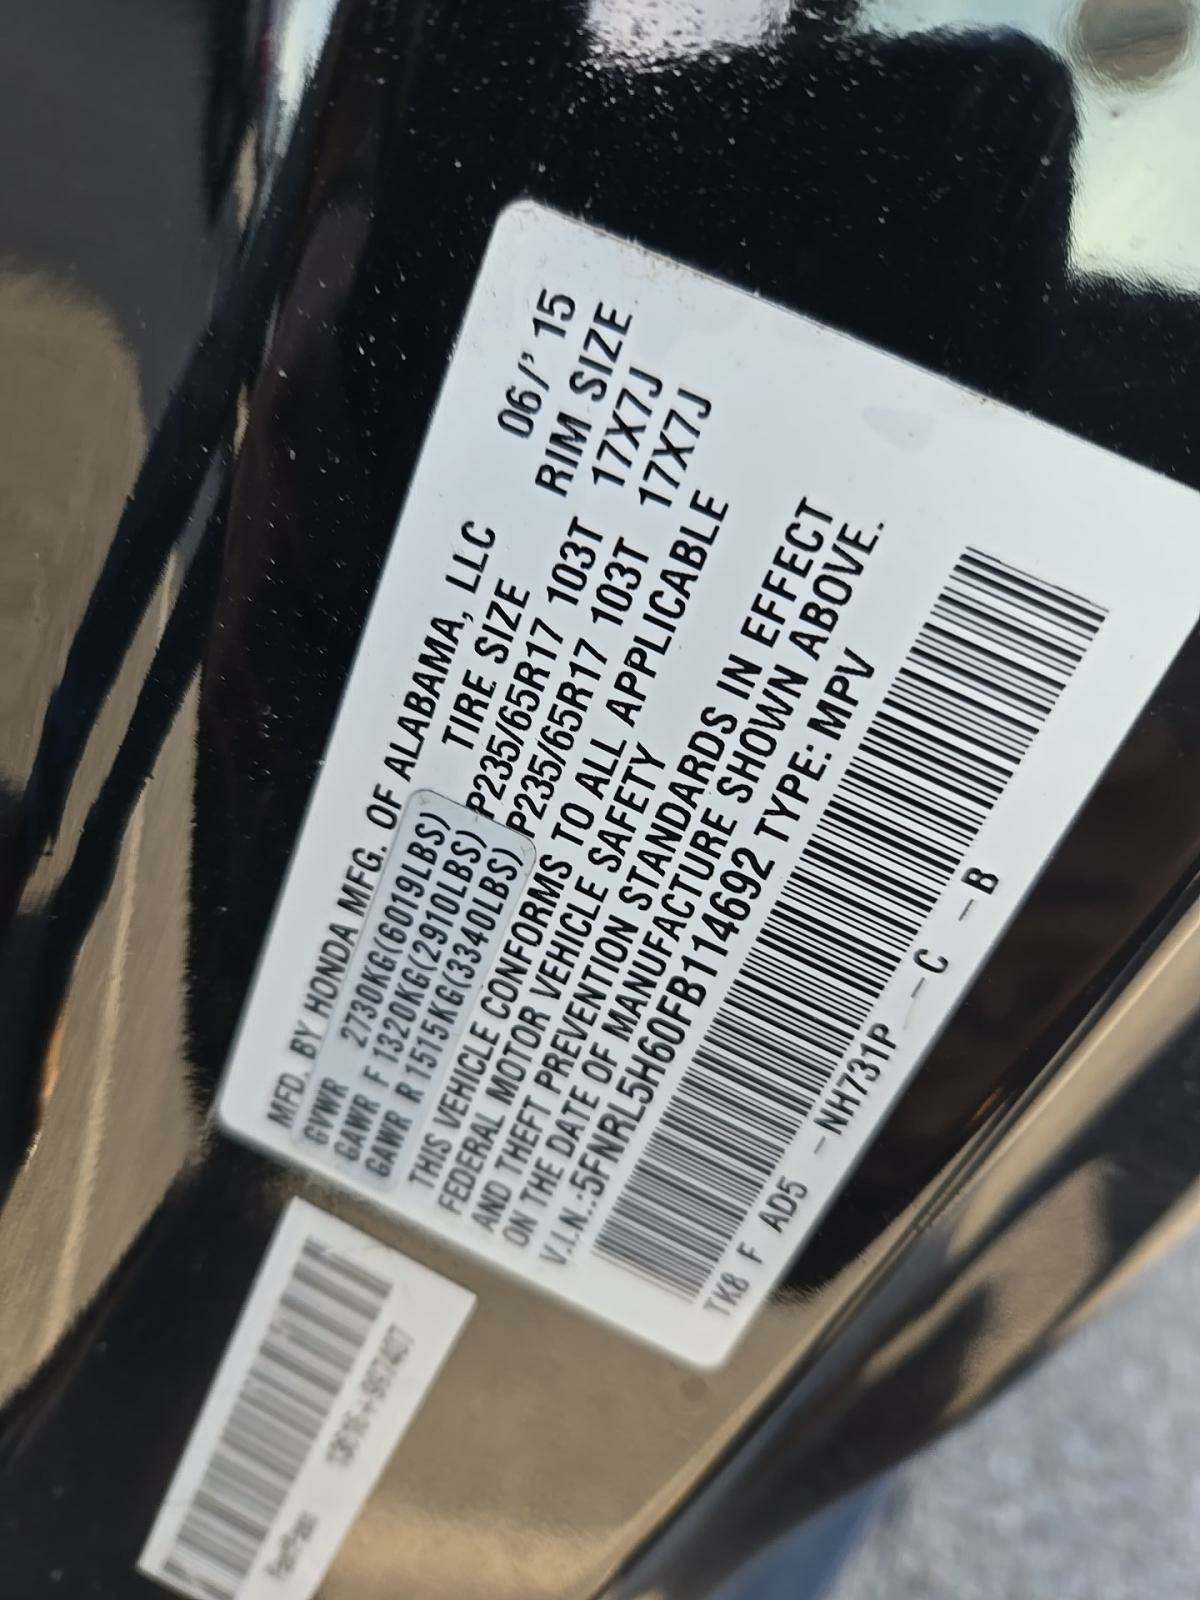 MFD. BY HONDA MFG. OF ALABAMA, LLC 06/' 15
GVWR 2730KG(6019LBS) TIRE SIZE RIM SIZE
GAWR F 1320KG(2910LBS) P235/65R17 103T 17X7J
GAWR R 1515KG(3340LBS) P235/65R17 103T 17X7J
THIS VEHICLE CONFORMS TO ALL APPLICABLE
FEDERAL MOTOR VEHICLE SAFETY
AND THEFT PREVENTION STANDARDS IN EFFECT
ON THE DATE OF MANUFACTURE SHOWN ABOVE.
V.I.N.:5FNRL5H60FB114692 TYPE: MPV
TK8 F AD5 -NH731P -C -B